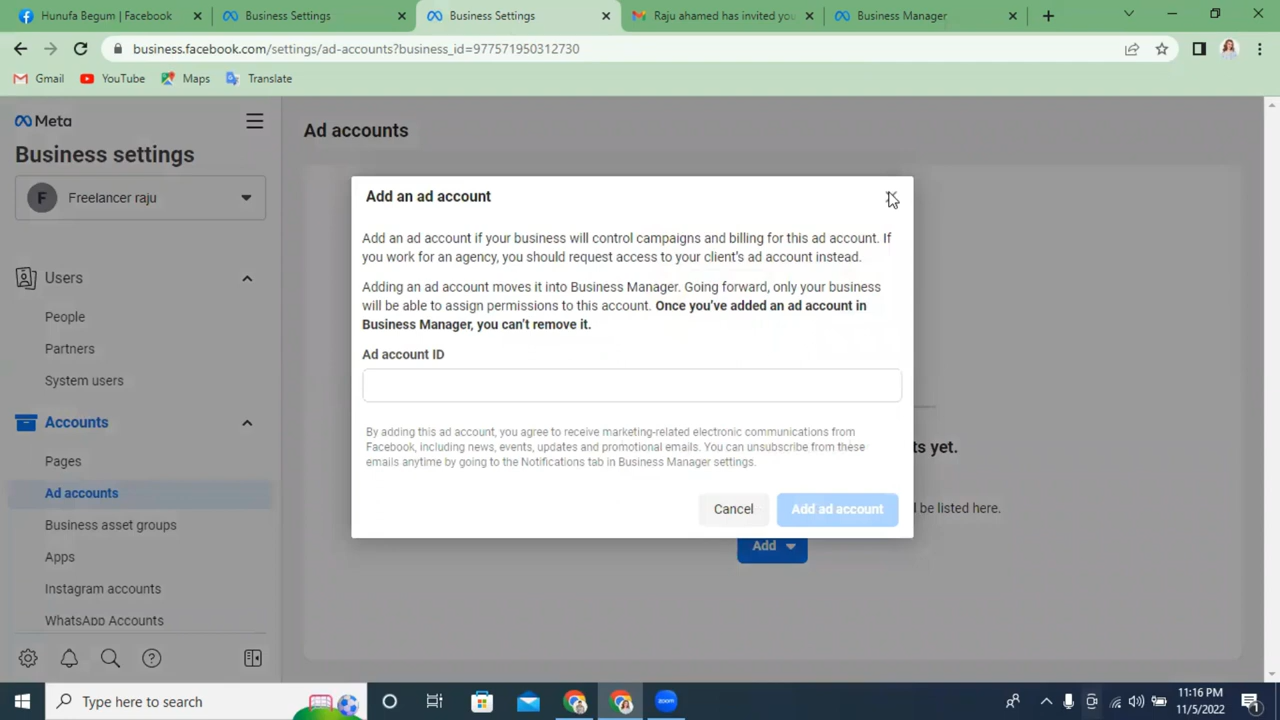 Hunufa Begum | Facebook
Business Settings
Business Settings
Raju ahamed has invited you
Business Manager
business.facebook.com/settings/ad-accounts?business_id=977571950312730
Gmail
YouTube
Maps
Translate
Meta
Business settings
F
Freelancer raju
Users
People
Partners
System users
Accounts
Pages
Ad accounts
Business asset groups
Apps
Instagram accounts
WhatsApp Accounts
Ad accounts
Add an ad account
Add an ad account if your business will control campaigns and billing for this ad account. If
you work for an agency, you should request access to your client's ad account instead.
Adding an ad account moves it into Business Manager. Going forward, only your business
will be able to assign permissions to this account. Once you've added an ad account in
Business Manager, you can't remove it.
Ad account ID
By adding this ad account, you agree to receive marketing-related electronic communications from
Facebook, including news, events, updates and promotional emails. You can unsubscribe from these
emails anytime by going to the Notifications tab in Business Manager settings.
Cancel
Add ad account
ts yet.
l be listed here.
Add
Type here to search
zoom
11:16 PM
11/5/2022
1